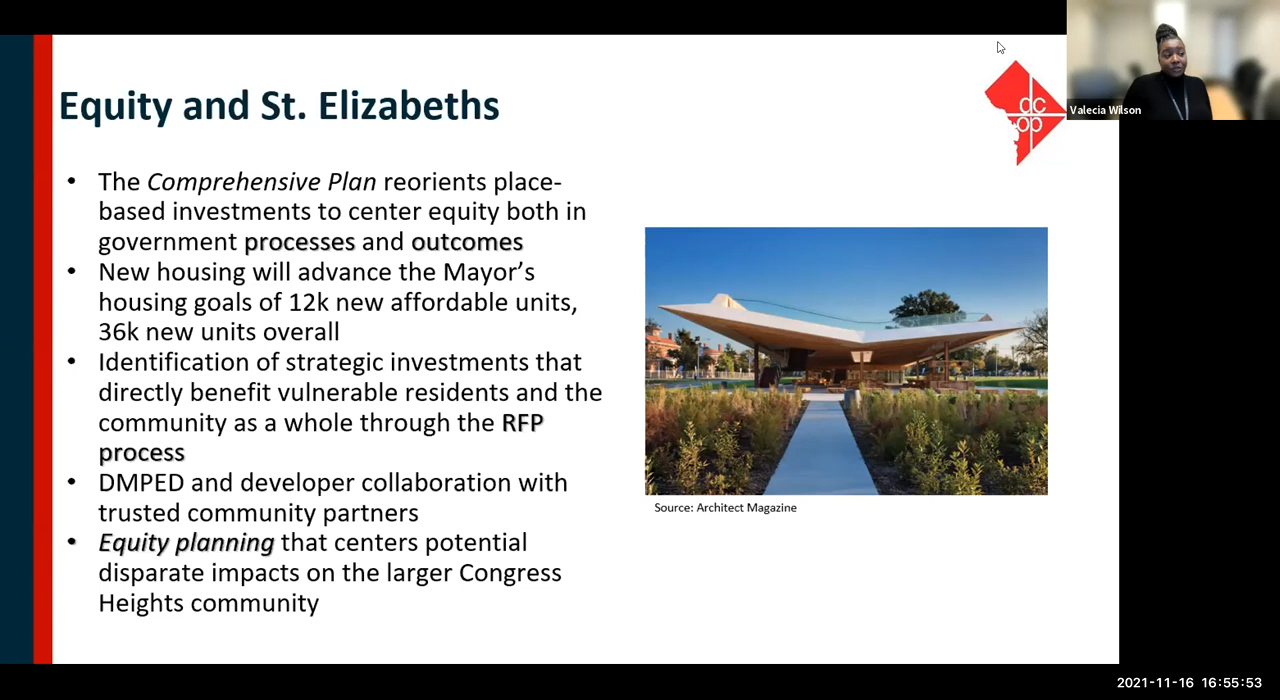 Equity and St. Elizabeths
dc
op
Valecia Wilson
• The Comprehensive Plan reorients place-
based investments to center equity both in
government processes and outcomes
• New housing will advance the Mayor’s
housing goals of 12k new affordable units,
36k new units overall
• Identification of strategic investments that
directly benefit vulnerable residents and the
community as a whole through the RFP
process
• DMPED and developer collaboration with
trusted community partners
• Equity planning that centers potential
disparate impacts on the larger Congress
Heights community
Source: Architect Magazine
2021-11-16 16:55:53